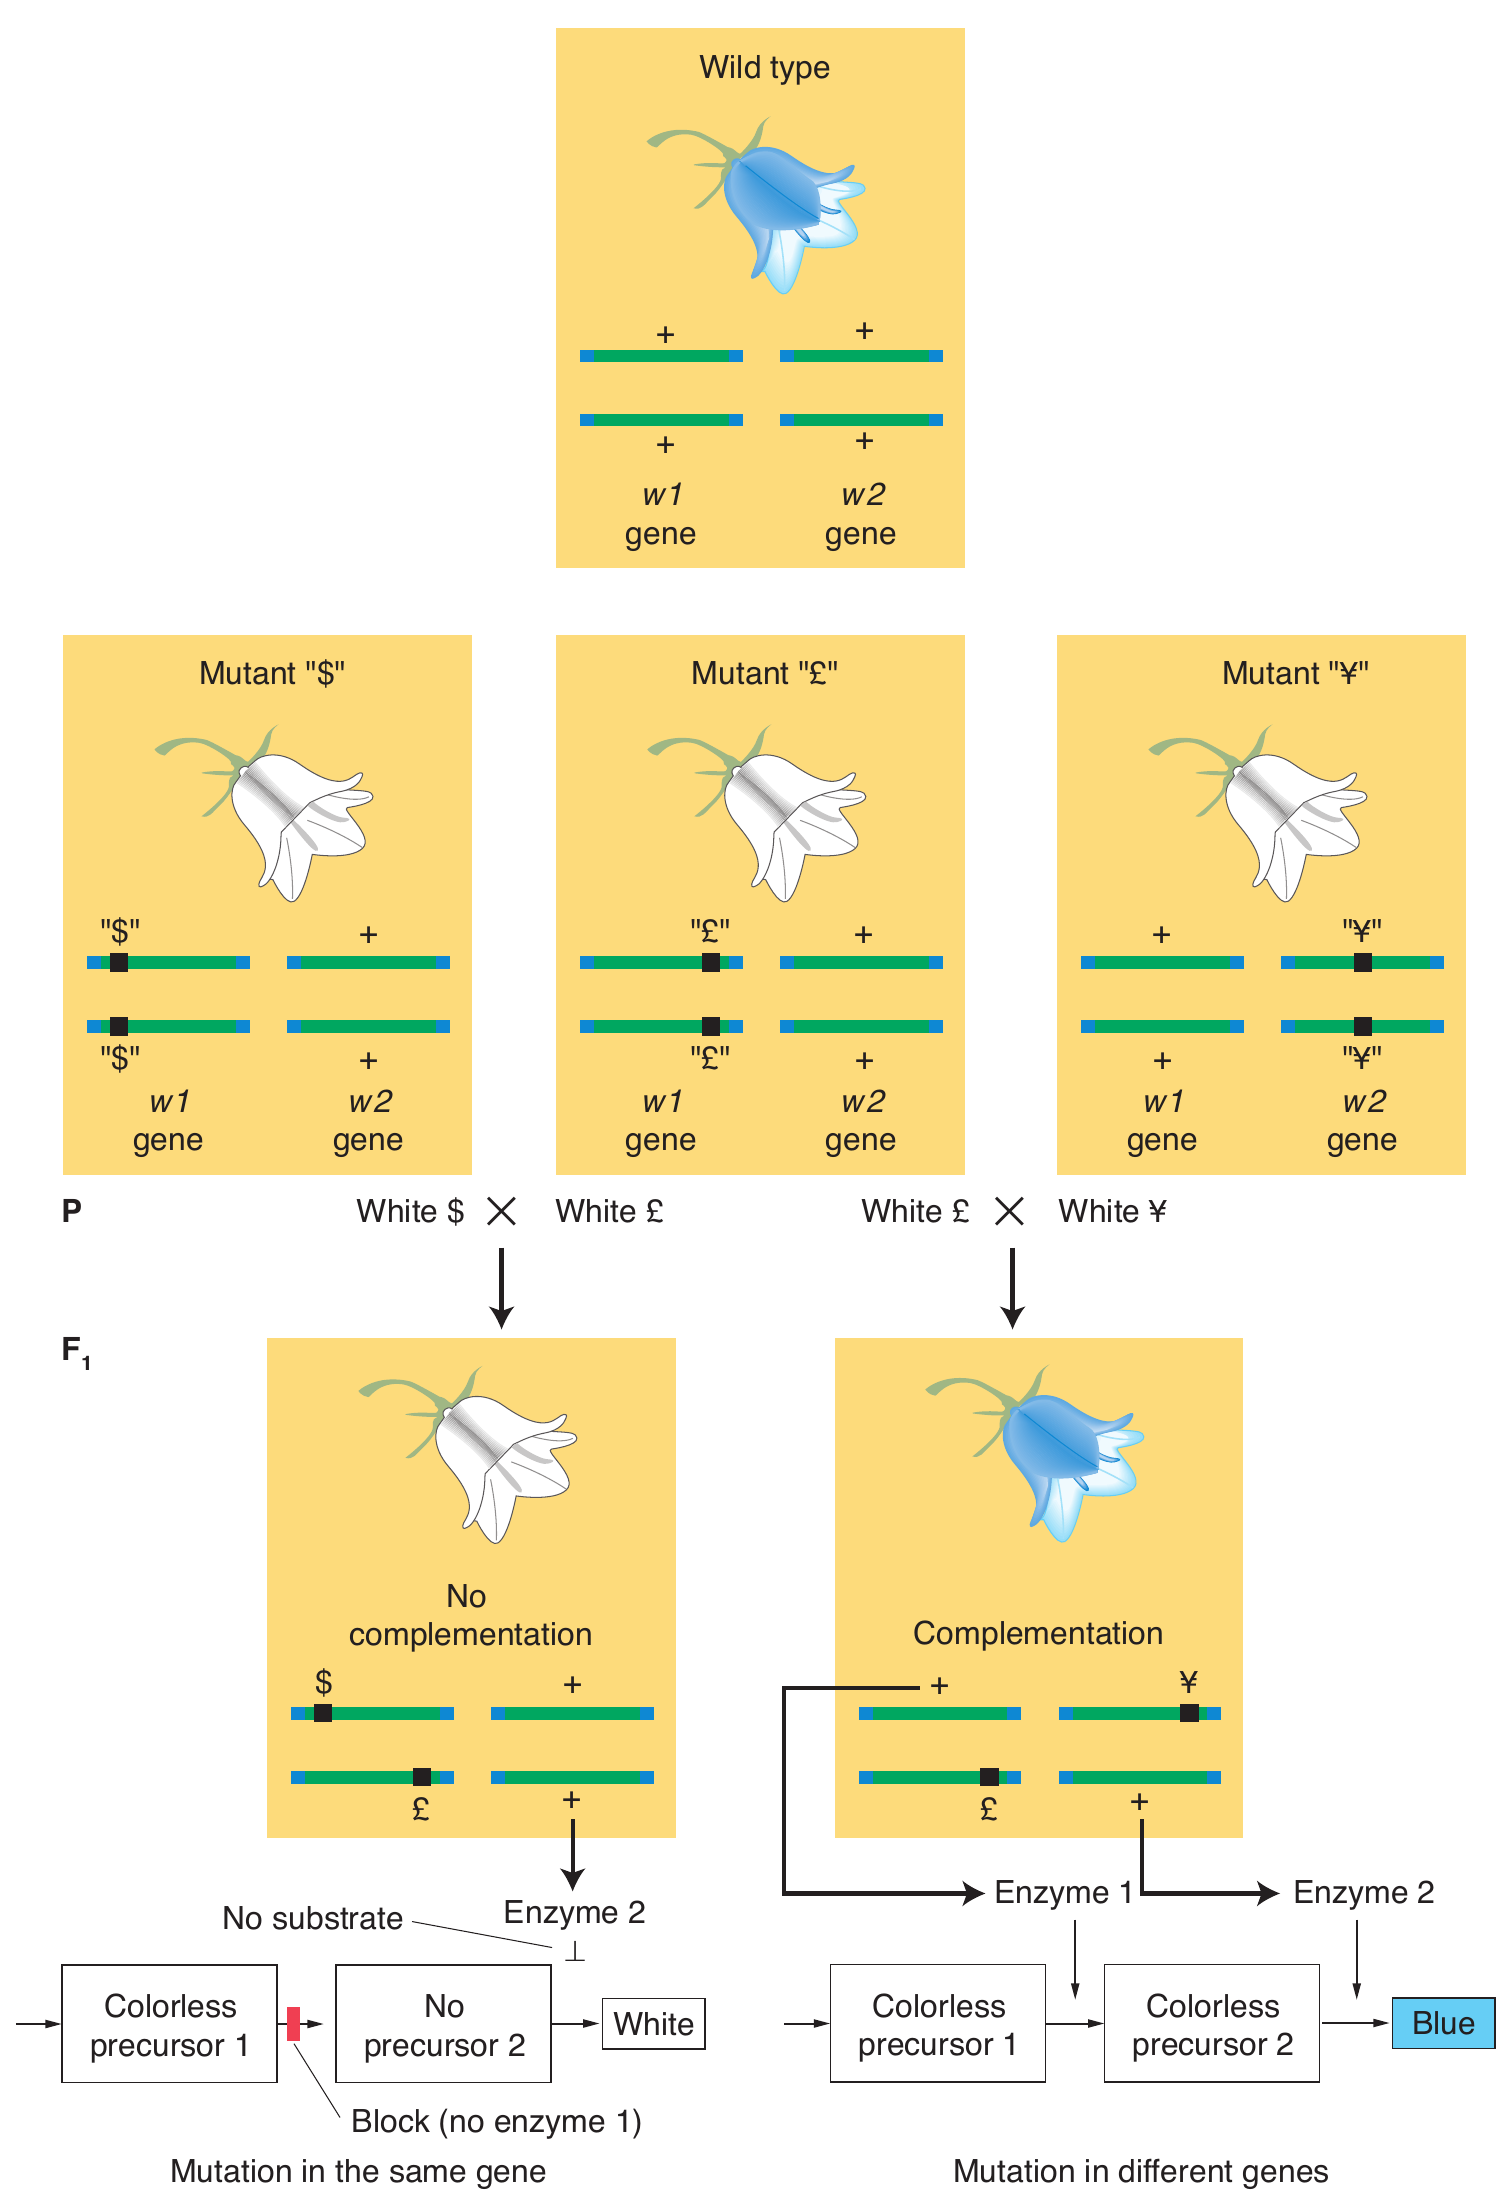 Wild type
+ +
+ +
w1 w2
gene gene
Mutant "$" Mutant "£" Mutant "¥"
"$" + "£" + + "¥"
"$" + "£" + + "¥"
w1 w2 w1 w2 w1 w2
gene gene gene gene gene gene
P White $ × White £ White £ × White ¥
F1
No
complementation
Complementation
$ + + ¥
£ + £ +
Enzyme 1 Enzyme 2
No substrate Enzyme 2
Colorless
precursor 1
No
precursor 2
White
Colorless
precursor 1
Colorless
precursor 2
Blue
Block (no enzyme 1)
Mutation in the same gene
Mutation in different genes